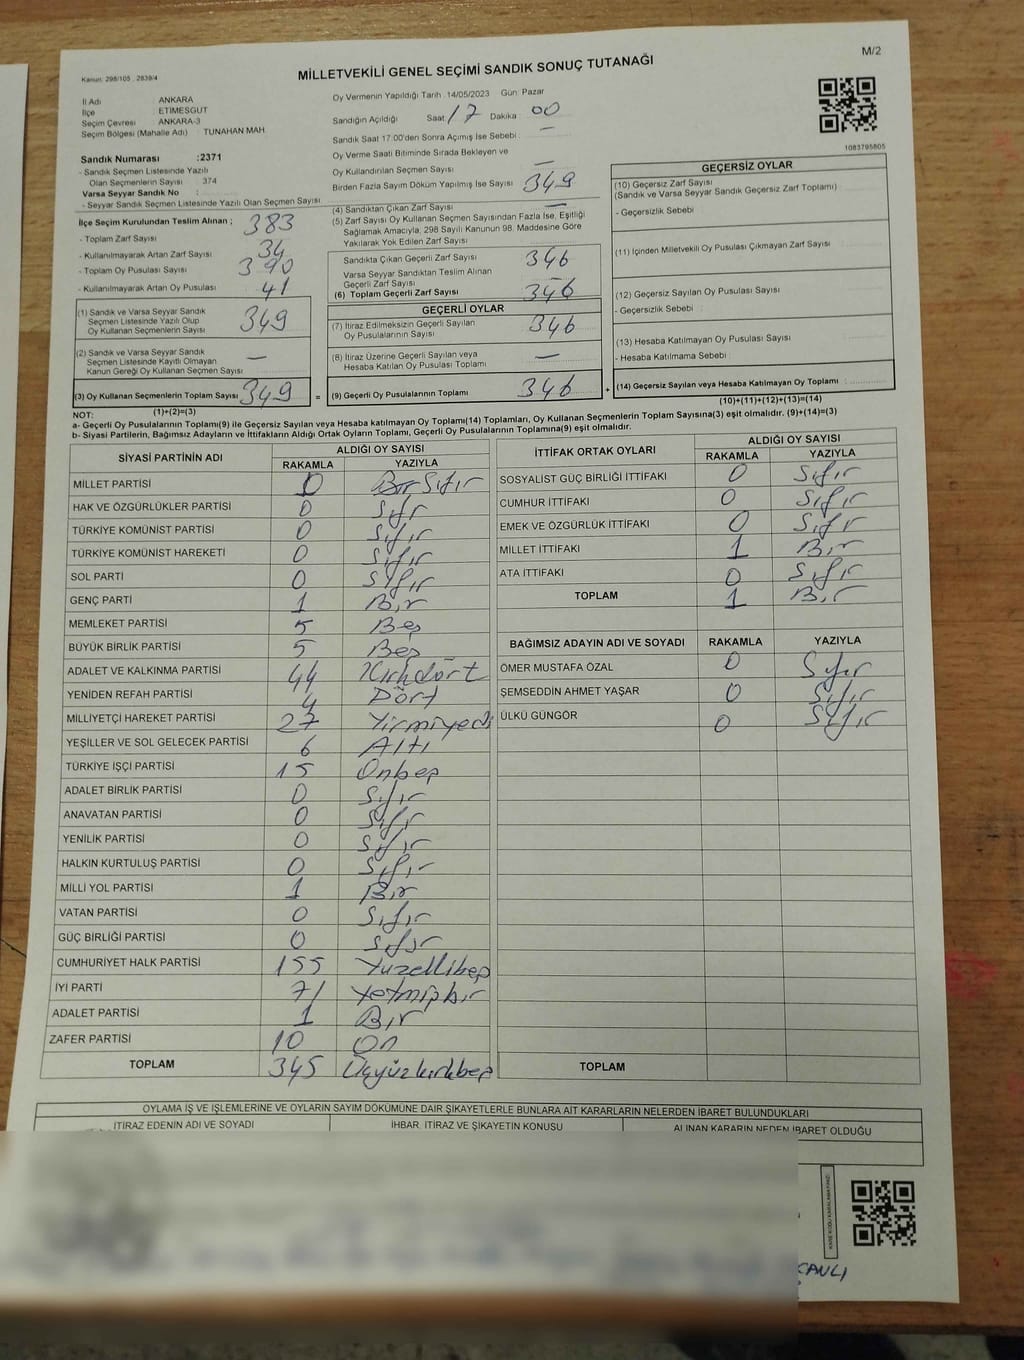 M/2
Kanun: 298/105 , 2839/4
MİLLETVEKİLİ GENEL SEÇİMİ SANDIK SONUÇ TUTANAĞI
İl Adı : ANKARA
İlçe : ETİMESGUT
Seçim Çevresi : ANKARA-3
Seçim Bölgesi (Mahalle Adı) : TUNAHAN MAH.
Sandık Numarası :2371
- Sandık Seçmen Listesinde Yazılı
Olan Seçmenlerin Sayısı : 374
Varsa Seyyar Sandık No :
- Seyyar Sandık Seçmen Listesinde Yazılı Olan Seçmen Sayısı
Oy Vermenin Yapıldığı Tarih : 14/05/2023 Gün: Pazar
Sandığın Açıldığı Saat 17 Dakika : 00
Sandık Saat 17.00'den Sonra Açılmış İse Sebebi : —
Oy Verme Saati Bitiminde Sırada Bekleyen ve
Oy Kullandırılan Seçmen Sayısı —
Birden Fazla Sayım Döküm Yapılmış İse Sayısı 349
1083795805
İlçe Seçim Kurulundan Teslim Alınan ; 383
- Toplam Zarf Sayısı
- Kullanılmayarak Artan Zarf Sayısı 34
- Toplam Oy Pusulası Sayısı 390
- Kullanılmayarak Artan Oy Pusulası 41
(1) Sandık ve Varsa Seyyar Sandık
Seçmen Listesinde Yazılı Olup
Oy Kullanan Seçmenlerin Sayısı 349
(2) Sandık ve Varsa Seyyar Sandık
Seçmen Listesinde Kayıtlı Olmayan
Kanun Gereği Oy Kullanan Seçmen Sayısı —
(3) Oy Kullanan Seçmenlerin Toplam Sayısı 349
(1)+(2)=(3)
(4) Sandıktan Çıkan Zarf Sayısı —
(5) Zarf Sayısı Oy Kullanan Seçmen Sayısından Fazla İse, Eşitliği
Sağlamak Amacıyla, 298 Sayılı Kanunun 98. Maddesine Göre
Yakılarak Yok Edilen Zarf Sayısı
Sandıkta Çıkan Geçerli Zarf Sayısı 346
Varsa Seyyar Sandıktan Teslim Alınan
Geçerli Zarf Sayısı —
(6) Toplam Geçerli Zarf Sayısı 346
GEÇERLİ OYLAR
(7) İtiraz Edilmeksizin Geçerli Sayılan
Oy Pusulalarının Sayısı 346
(8) İtiraz Üzerine Geçerli Sayılan veya
Hesaba Katılan Oy Pusulası Toplamı —
= (9) Geçerli Oy Pusulalarının Toplamı 346 +
GEÇERSİZ OYLAR
(10) Geçersiz Zarf Sayısı
(Sandık ve Varsa Seyyar Sandık Geçersiz Zarf Toplamı)
- Geçersizlik Sebebi
(11) İçinden Milletvekili Oy Pusulası Çıkmayan Zarf Sayısı
(12) Geçersiz Sayılan Oy Pusulası Sayısı
- Geçersizlik Sebebi
(13) Hesaba Katılmayan Oy Pusulası Sayısı
- Hesaba Katılmama Sebebi
(14) Geçersiz Sayılan veya Hesaba Katılmayan Oy Toplamı :
(10)+(11)+(12)+(13)=(14)
NOT:
a- Geçerli Oy Pusulaları Toplamı(9) ile Geçersiz Sayılan veya Hesaba katılmayan Oy Toplamı(14) Toplamları, Oy Kullanan Seçmenlerin Toplam Sayısına(3) eşit olmalıdır. (9)+(14)=(3)
b- Siyasi Partilerin, Bağımsız Adayların ve İttifakların Aldığı Ortak Oyların Toplamı, Geçerli Oy Pusulalarının Toplamına(9) eşit olmalıdır.
SİYASİ PARTİNİN ADI ALDIĞI OY SAYISI
RAKAMLA YAZIYLA
MİLLET PARTİSİ 0 Sıfır
HAK VE ÖZGÜRLÜKLER PARTİSİ 0 Sıfır
TÜRKİYE KOMÜNİST PARTİSİ 0 Sıfır
TÜRKİYE KOMÜNİST HAREKETİ 0 Sıfır
SOL PARTİ 0 Sıfır
GENÇ PARTİ 1 Bir
MEMLEKET PARTİSİ 5 Beş
BÜYÜK BİRLİK PARTİSİ 5 Beş
ADALET VE KALKINMA PARTİSİ 44 Kırkdört
YENİDEN REFAH PARTİSİ 4 Dört
MİLLİYETÇİ HAREKET PARTİSİ 27 Yirmiyedi
YEŞİLLER VE SOL GELECEK PARTİSİ 6 Altı
TÜRKİYE İŞÇİ PARTİSİ 15 Onbeş
ADALET BİRLİK PARTİSİ 0 Sıfır
ANAVATAN PARTİSİ 0 Sıfır
YENİLİK PARTİSİ 0 Sıfır
HALKIN KURTULUŞ PARTİSİ 0 Sıfır
MİLLİ YOL PARTİSİ 1 Bir
VATAN PARTİSİ 0 Sıfır
GÜÇ BİRLİĞİ PARTİSİ 0 Sıfır
CUMHURİYET HALK PARTİSİ 155 Yüzellibeş
İYİ PARTİ 71 Yetmişbir
ADALET PARTİSİ 1 Bir
ZAFER PARTİSİ 10 On
TOPLAM 345 Üçyüzkırkbeş
İTTİFAK ORTAK OYLARI ALDIĞI OY SAYISI
RAKAMLA YAZIYLA
SOSYALİST GÜÇ BİRLİĞİ İTTİFAKI 0 Sıfır
CUMHUR İTTİFAKI 0 Sıfır
EMEK VE ÖZGÜRLÜK İTTİFAKI 0 Sıfır
MİLLET İTTİFAKI 1 Bir
ATA İTTİFAKI 0 Sıfır
TOPLAM 1 Bir
BAĞIMSIZ ADAYIN ADI VE SOYADI RAKAMLA YAZIYLA
ÖMER MUSTAFA ÖZAL 0 Sıfır
ŞEMSEDDİN AHMET YAŞAR 0 Sıfır
ÜLKÜ GÜNGÖR 0 Sıfır
TOPLAM
OYLAMA İŞ VE İŞLEMLERİNE VE OYLARIN SAYIM DÖKÜMÜNE DAİR ŞİKAYETLERLE BUNLARA AİT KARARLARIN NELERDEN İBARET BULUNDUKLARI
İTİRAZ EDENİN ADI VE SOYADI İHBAR, İTİRAZ VE ŞİKAYETİN KONUSU ALINAN KARARIN NEDEN İBARET OLDUĞU
CANLI